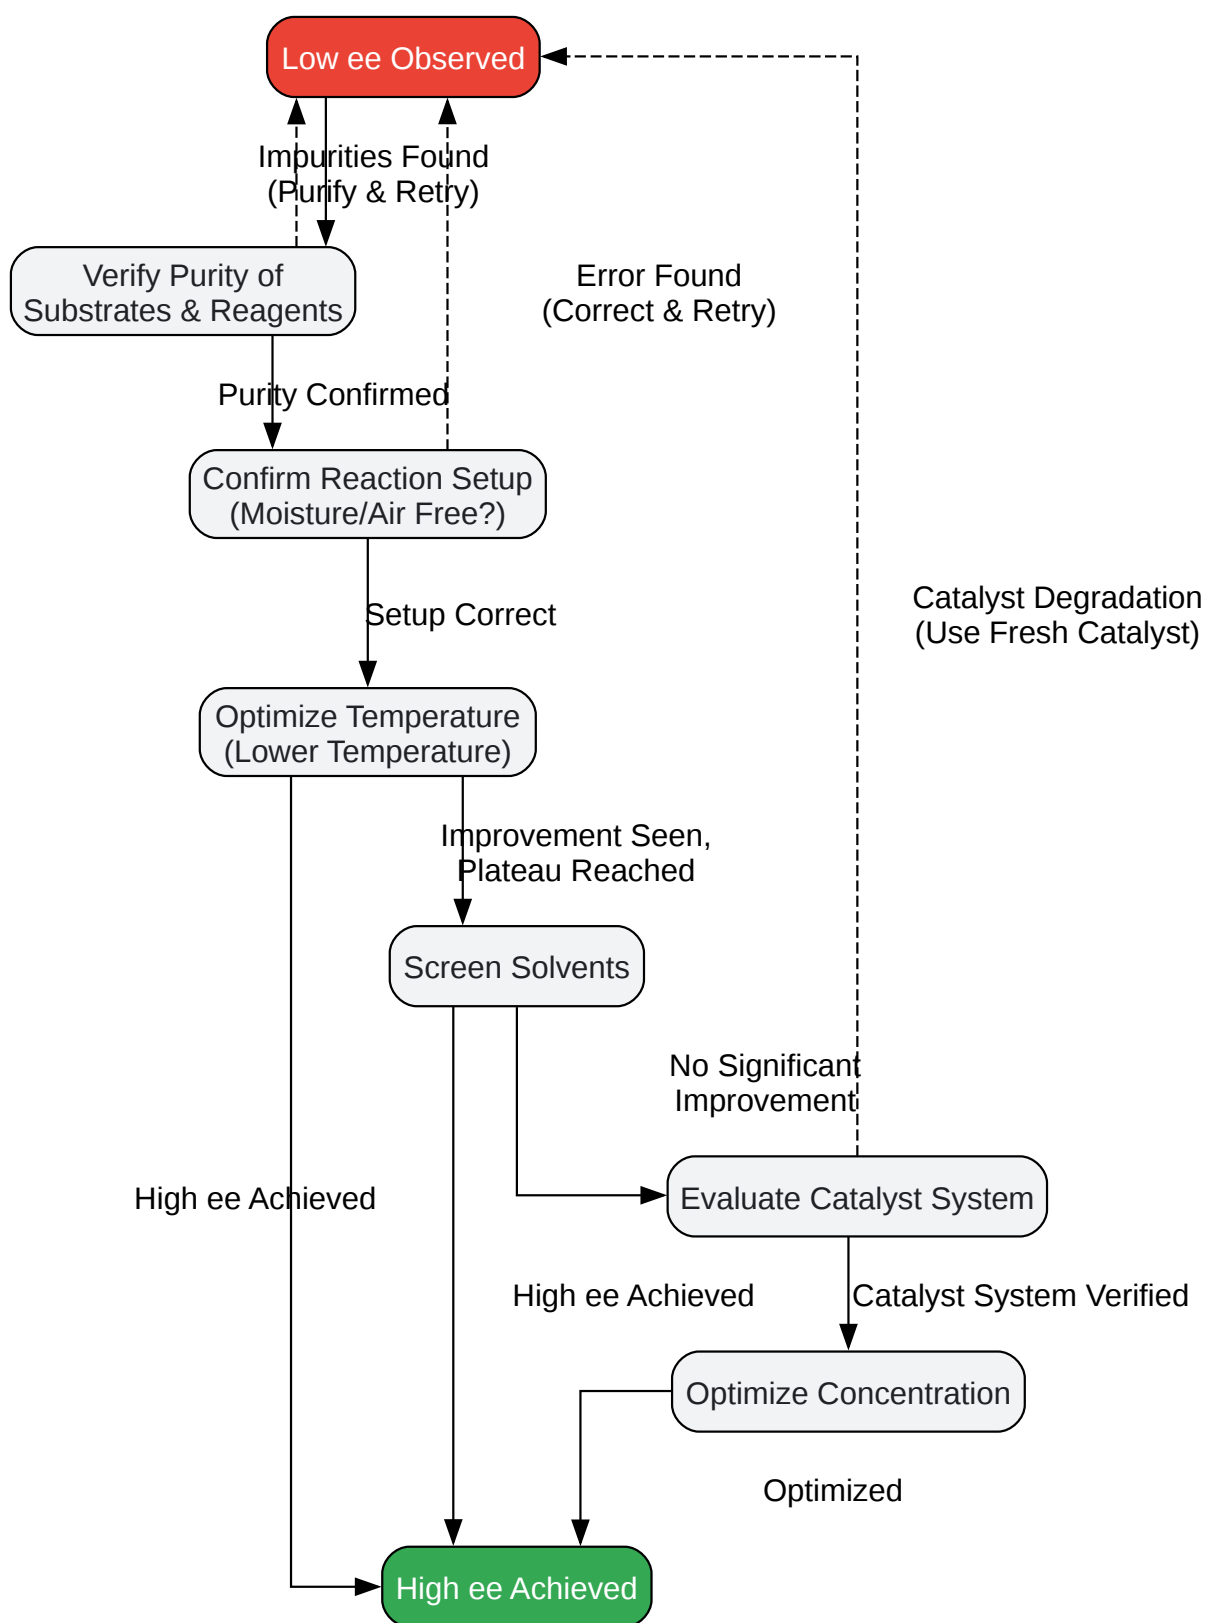 Low ee Observed
Impurities Found
(Purify & Retry)
Verify Purity of
Substrates & Reagents
Error Found
(Correct & Retry)
Purity Confirmed
Confirm Reaction Setup
(Moisture/Air Free?)
Setup Correct
Catalyst Degradation
(Use Fresh Catalyst)
Optimize Temperature
(Lower Temperature)
Improvement Seen,
Plateau Reached
Screen Solvents
No Significant
Improvement
High ee Achieved
Evaluate Catalyst System
High ee Achieved
Catalyst System Verified
Optimize Concentration
Optimized
High ee Achieved